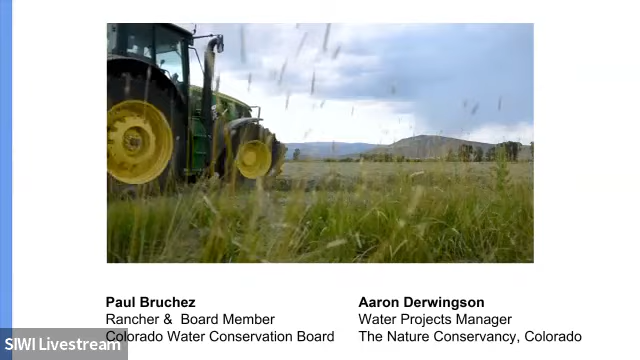 Paul Bruchez
Rancher & Board Member
Colorado Water Conservation Board
Aaron Derwingson
Water Projects Manager
The Nature Conservancy, Colorado
SIWI Livestream